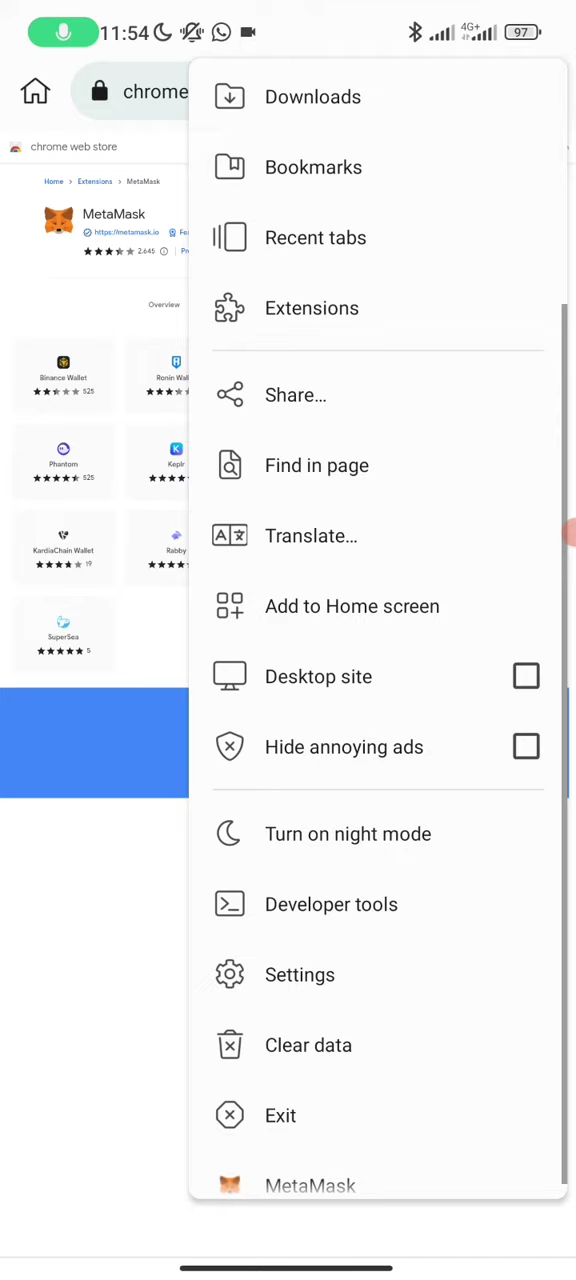 11:54
4G+
97
chrome
chrome web store
Home > Extensions > MetaMask
MetaMask
https://metamask.io
2.645
Overview
Binance Wallet
525
Ronin Wal
Phantom
525
Keplr
KardiaChain Wallet
19
Rabby
SuperSea
5
Downloads
Bookmarks
Recent tabs
Extensions
Share...
Find in page
Translate...
Add to Home screen
Desktop site
Hide annoying ads
Turn on night mode
Developer tools
Settings
Clear data
Exit
MetaMask